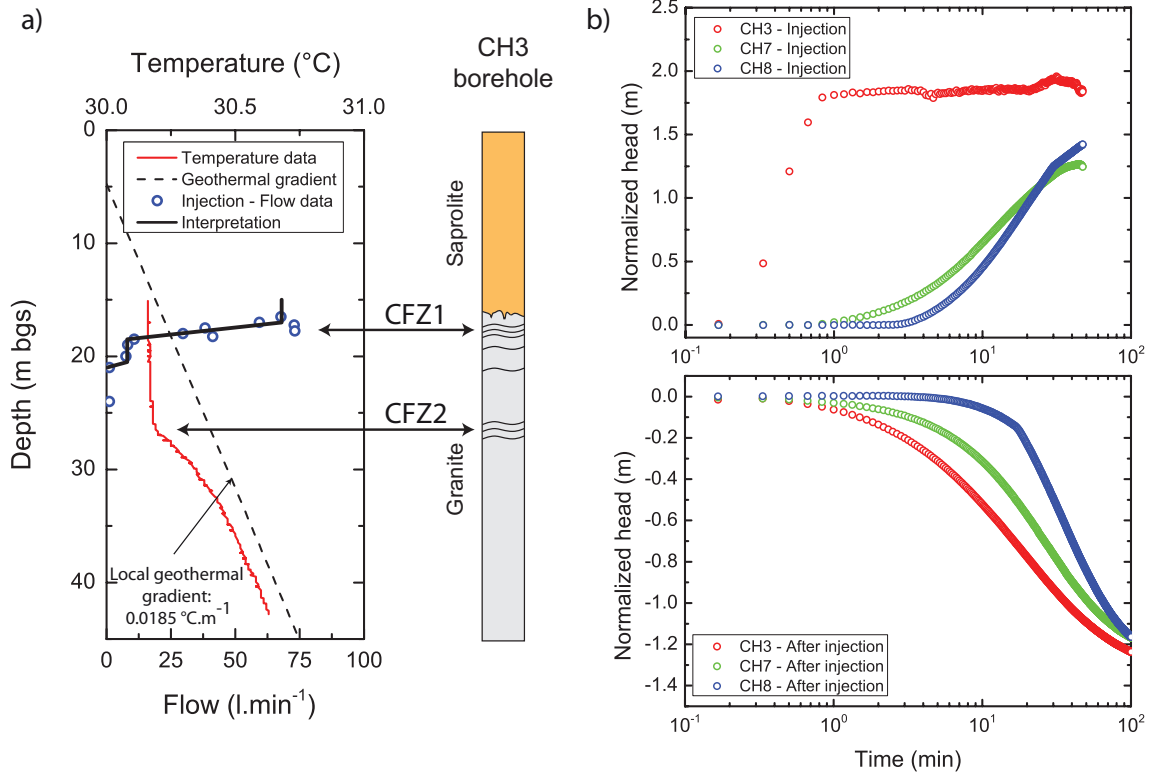 a)
Temperature (°C)
30.0 30.5 31.0
0
10
20
30
40
Depth (m bgs)
Temperature data
Geothermal gradient
Injection - Flow data
Interpretation
Local geothermal
gradient:
0.0185 °C.m-1
0 25 50 75 100
Flow (l.min-1)
CH3
borehole
Saprolite
Granite
CFZ1
CFZ2
b)
2.5
2.0
1.5
1.0
0.5
0.0
Normalized head (m)
CH3 - Injection
CH7 - Injection
CH8 - Injection
10-1 100 101 102
0.0
-0.2
-0.4
-0.6
-0.8
-1.0
-1.2
-1.4
Normalized head (m)
CH3 - After injection
CH7 - After injection
CH8 - After injection
10-1 100 101 102
Time (min)